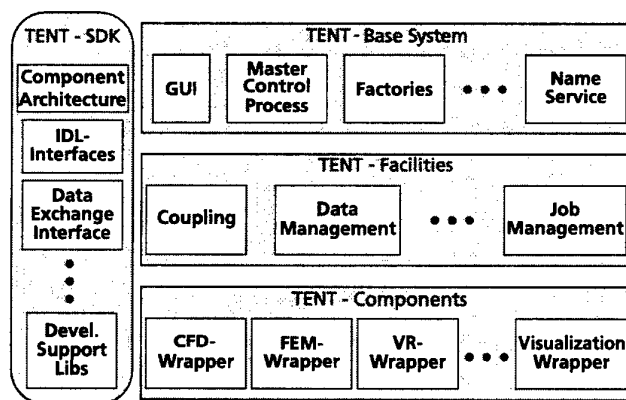 TENT - SDK
Component
Architecture
IDL-
Interfaces
Data
Exchange
Interface
Devel.
Support
Libs
TENT - Base System
GUI
Master
Control
Process
Factories
Name
Service
TENT - Facilities
Coupling
Data
Management
Job
Management
TENT - Components
CFD-
Wrapper
FEM-
Wrapper
VR-
Wrapper
Visualization
Wrapper